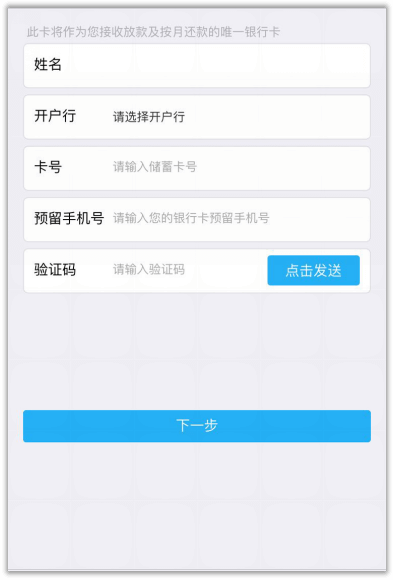 此卡将作为您接收放款及按月还款的唯一银行卡
姓名
开户行 请选择开户行
卡号 请输入储蓄卡号
预留手机号 请输入您的银行卡预留手机号
验证码 请输入验证码 点击发送
下一步